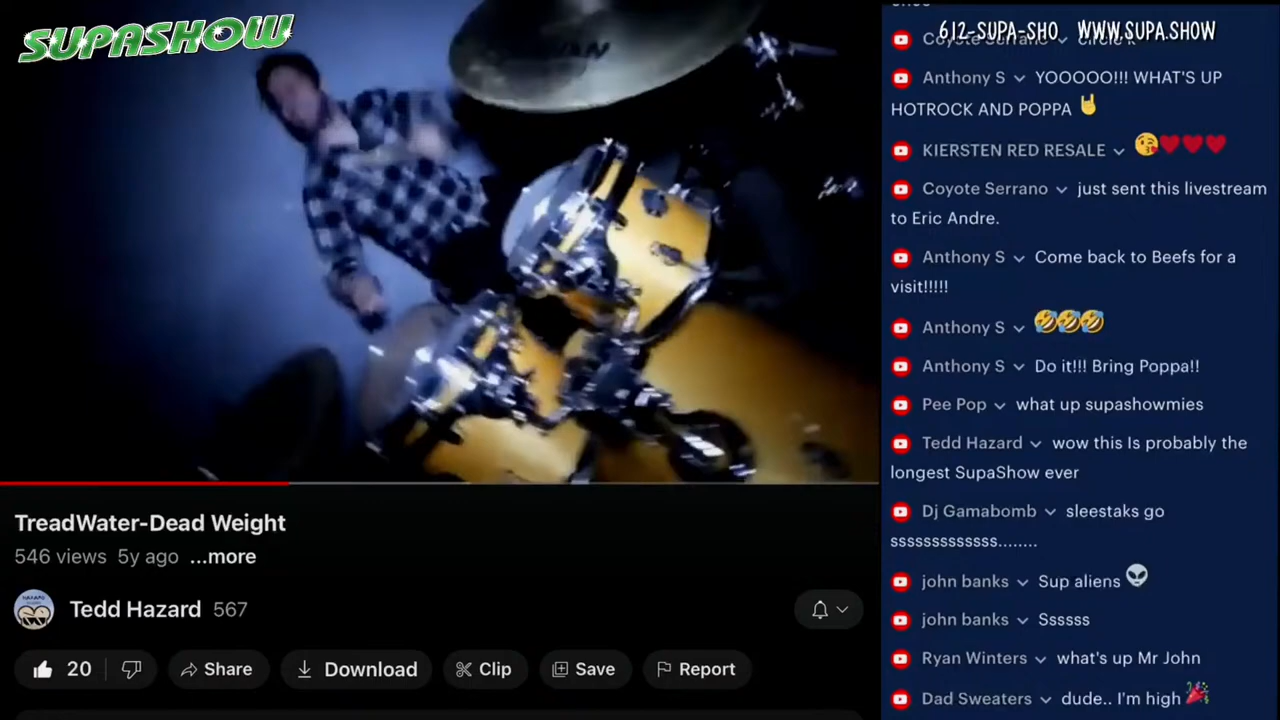 SUPASHOW
612-SUPA-SHO WWW.SUPA.SHOW
Coyote Serrano Circle k
Anthony S YOOOOO!!! WHAT'S UP
HOTROCK AND POPPA 🤘
KIERSTEN RED RESALE 😘❤️❤️❤️
Coyote Serrano just sent this livestream
to Eric Andre.
Anthony S Come back to Beefs for a
visit!!!!!
Anthony S 🤣🤣🤣
Anthony S Do it!!! Bring Poppa!!
Pee Pop what up supashowmies
Tedd Hazard wow this Is probably the
longest SupaShow ever
Dj Gamabomb sleestaks go
sssssssssssss........
john banks Sup aliens 👽
john banks Ssssss
Ryan Winters what's up Mr John
Dad Sweaters dude.. I'm high 🎉
TreadWater-Dead Weight
546 views 5y ago ...more
Tedd Hazard 567
20 Share Download Clip Save Report